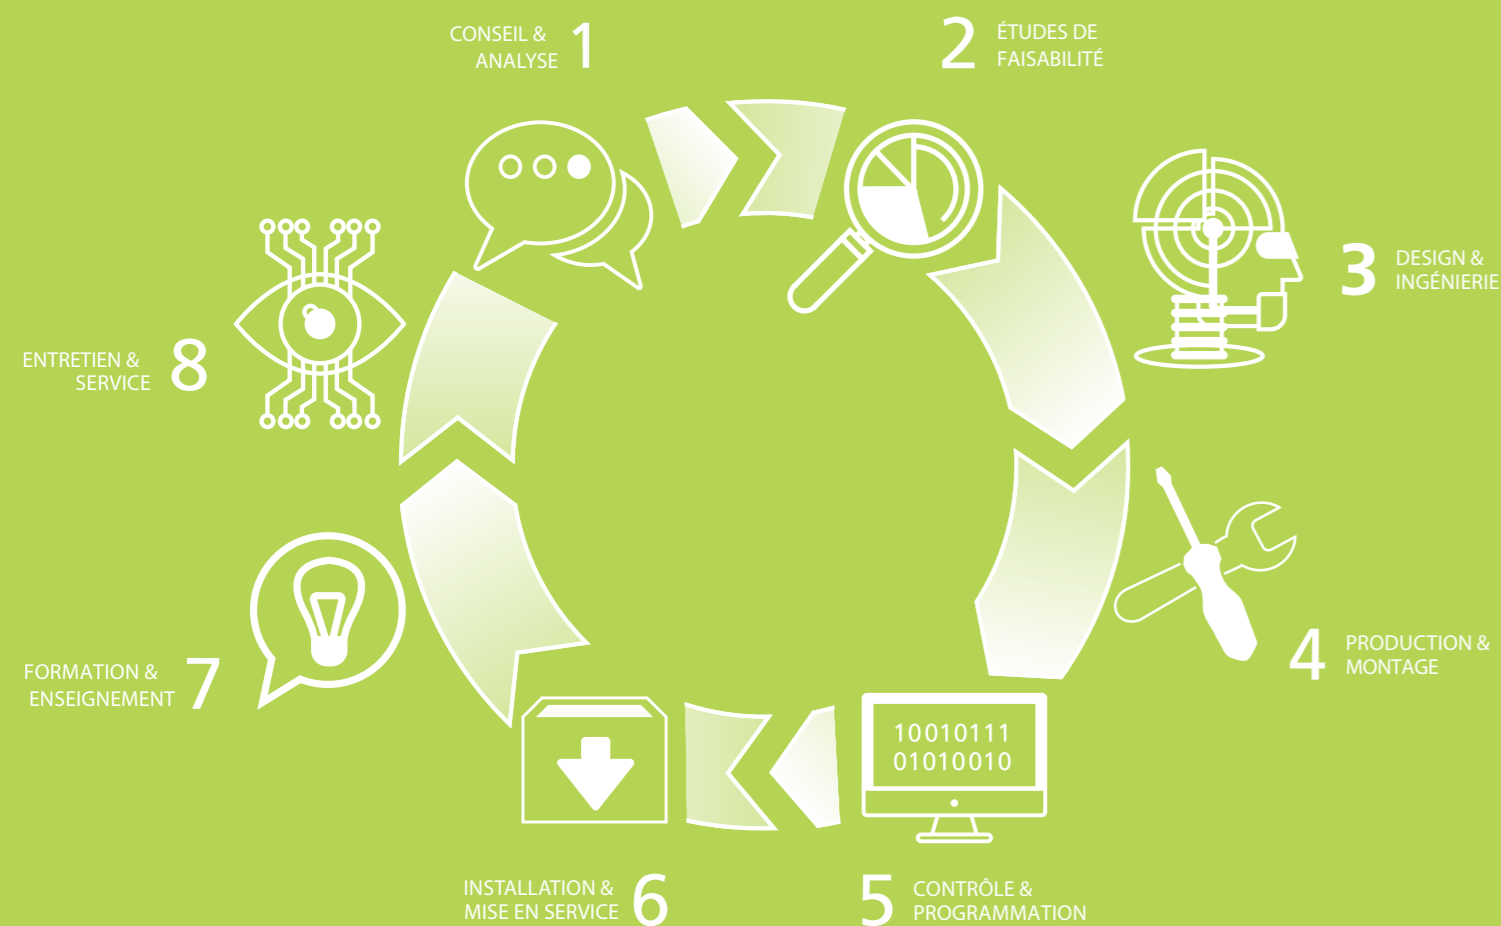 CONSEIL &
ANALYSE
1
2
ÉTUDES DE
FAISABILITÉ
3
DESIGN &
INGÉNIERIE
4
PRODUCTION &
MONTAGE
10010111
01010010
5
CONTRÔLE &
PROGRAMMATION
INSTALLATION &
MISE EN SERVICE
6
FORMATION &
ENSEIGNEMENT
7
ENTRETIEN &
SERVICE
8